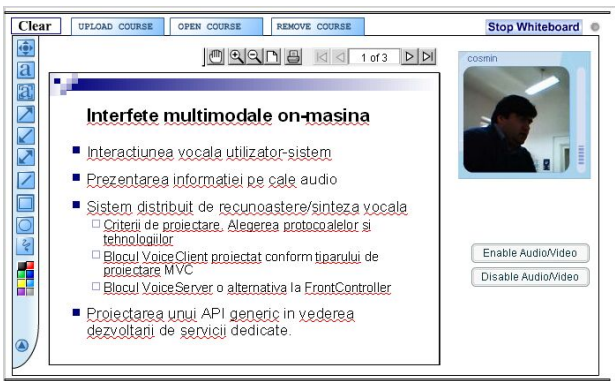 Clear
UPLOAD COURSE
OPEN COURSE
REMOVE COURSE
Stop Whiteboard
1 of 3
cosmin
a
a
Interfete multimodale on-masina
Interactiunea vocala utilizator-sistem
Prezentarea informatiei pe cale audio
Sistem distribuit de recunoastere/sinteza vocala
Criterii de proiectare. Alegerea protocoalelor si
tehnologiilor
Blocul VoiceClient proiectat conform tiparului de
proiectare MVC
Blocul VoiceServer o alternativa la FrontController
Proiectarea unui API generic in vederea
dezvoltarii de servicii dedicate.
Enable Audio/Video
Disable Audio/Video